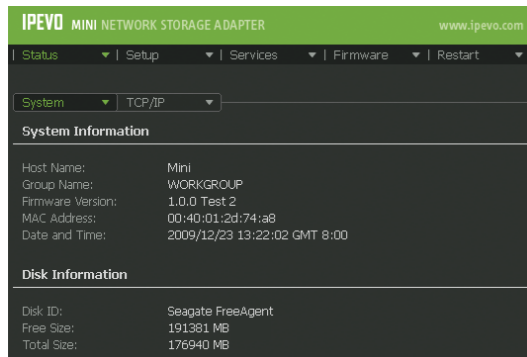 IPEVO MINI NETWORK STORAGE ADAPTER www.ipevo.com
| Status | Setup | Services | Firmware | Restart
System | TCP/IP
System Information
Host Name: Mini
Group Name: WORKGROUP
Firmware Version: 1.0.0 Test 2
MAC Address: 00:40:01:2d:74:a8
Date and Time: 2009/12/23 13:22:02 GMT 8:00
Disk Information
Disk ID: Seagate FreeAgent
Free Size: 191381 MB
Total Size: 176940 MB